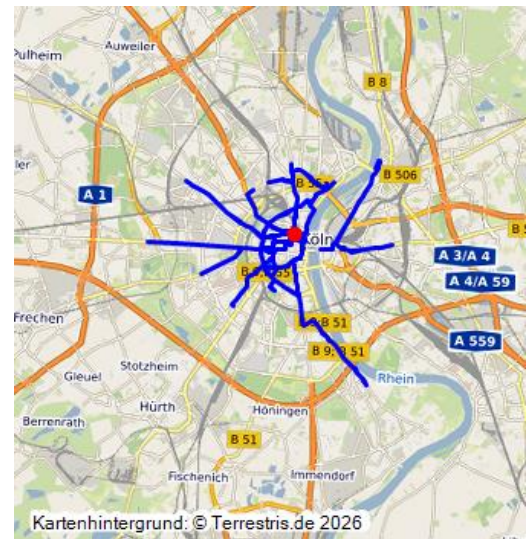 Auweiler
Pulheim
B 8
B 55a
B 506
A 1
Köln
A 3/A 4
A 4/A 59
B 51
Frechen
A 559
B 9; B 51
Stotzheim
Gleuel
Rhein
Hürth
Berrenrath
Höningen
B 51
Fischenich
Immendorf
Kartenhintergrund: © Terrestris.de 2026